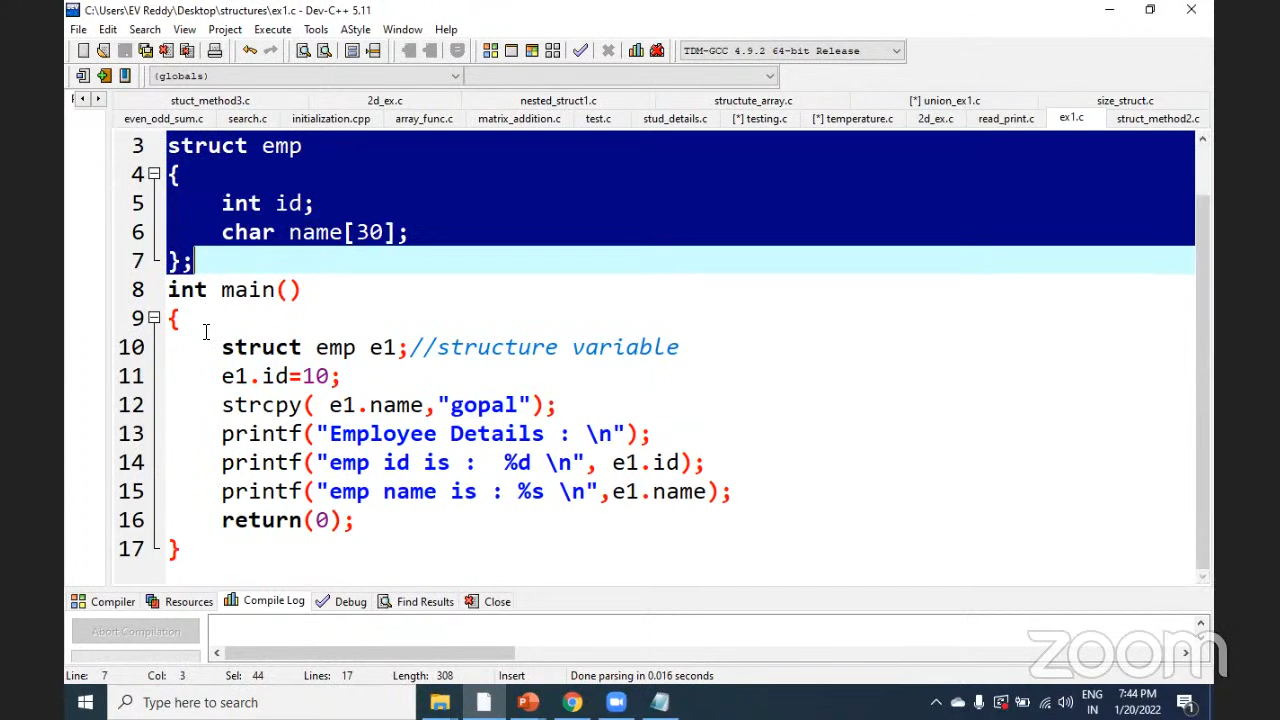 C:\Users\EV Reddy\Desktop\structures\ex1.c - Dev-C++ 5.11
File Edit Search View Project Execute Tools AStyle Window Help
TDM-GCC 4.9.2 64-bit Release
(globals)
stuct_method3.c 2d_ex.c nested_struct1.c structute_array.c [*] union_ex1.c size_struct.c
even_odd_sum.c search.c initialization.cpp array_func.c matrix_addition.c test.c stud_details.c [*] testing.c [*] temperature.c 2d_ex.c read_print.c ex1.c struct_method2.c
3 struct emp
4 {
5 int id;
6 char name[30];
7 };
8 int main()
9 {
10 struct emp e1;//structure variable
11 e1.id=10;
12 strcpy( e1.name,"gopal");
13 printf("Employee Details : \n");
14 printf("emp id is :  %d \n", e1.id);
15 printf("emp name is : %s \n",e1.name);
16 return(0);
17 }
Compiler Resources Compile Log Debug Find Results Close
Abort Compilation
zoom
Line: 7 Col: 3 Sel: 44 Lines: 17 Length: 308 Insert Done parsing in 0.016 seconds
Type here to search
ENG
IN
7:44 PM
1/20/2022
1